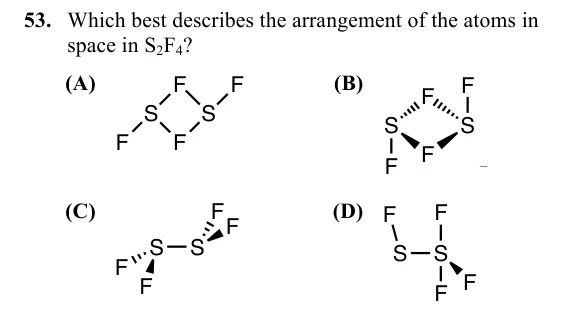 53. Which best describes the arrangement of the atoms in
space in S₂F₄?
(A) F F
S S
F F
(B) F F
S S
F F
(C) F
F
S—S
F
F
(D) F F
S—S
F F